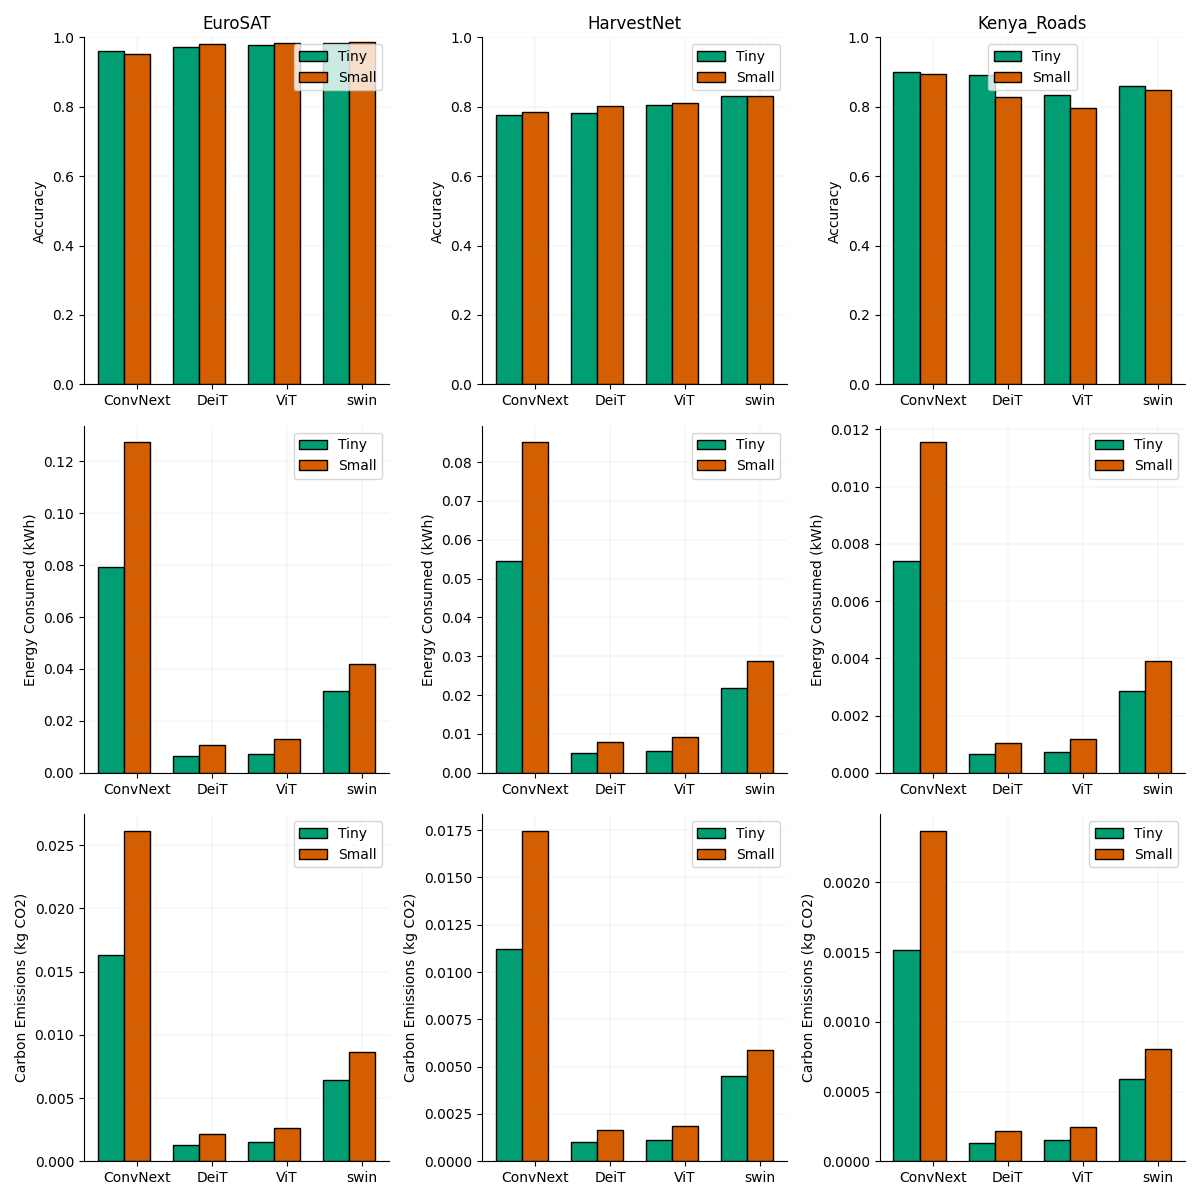 EuroSAT
HarvestNet
Kenya_Roads
Accuracy
1.0
0.8
0.6
0.4
0.2
0.0
Tiny
Small
ConvNext DeiT ViT swin
Accuracy
1.0
0.8
0.6
0.4
0.2
0.0
Tiny
Small
ConvNext DeiT ViT swin
Accuracy
1.0
0.8
0.6
0.4
0.2
0.0
Tiny
Small
ConvNext DeiT ViT swin
Energy Consumed (kWh)
0.12
0.10
0.08
0.06
0.04
0.02
0.00
Tiny
Small
ConvNext DeiT ViT swin
Energy Consumed (kWh)
0.08
0.07
0.06
0.05
0.04
0.03
0.02
0.01
0.00
Tiny
Small
ConvNext DeiT ViT swin
Energy Consumed (kWh)
0.012
0.010
0.008
0.006
0.004
0.002
0.000
Tiny
Small
ConvNext DeiT ViT swin
Carbon Emissions (kg CO2)
0.025
0.020
0.015
0.010
0.005
0.000
Tiny
Small
ConvNext DeiT ViT swin
Carbon Emissions (kg CO2)
0.0175
0.0150
0.0125
0.0100
0.0075
0.0050
0.0025
0.0000
Tiny
Small
ConvNext DeiT ViT swin
Carbon Emissions (kg CO2)
0.0020
0.0015
0.0010
0.0005
0.0000
Tiny
Small
ConvNext DeiT ViT swin